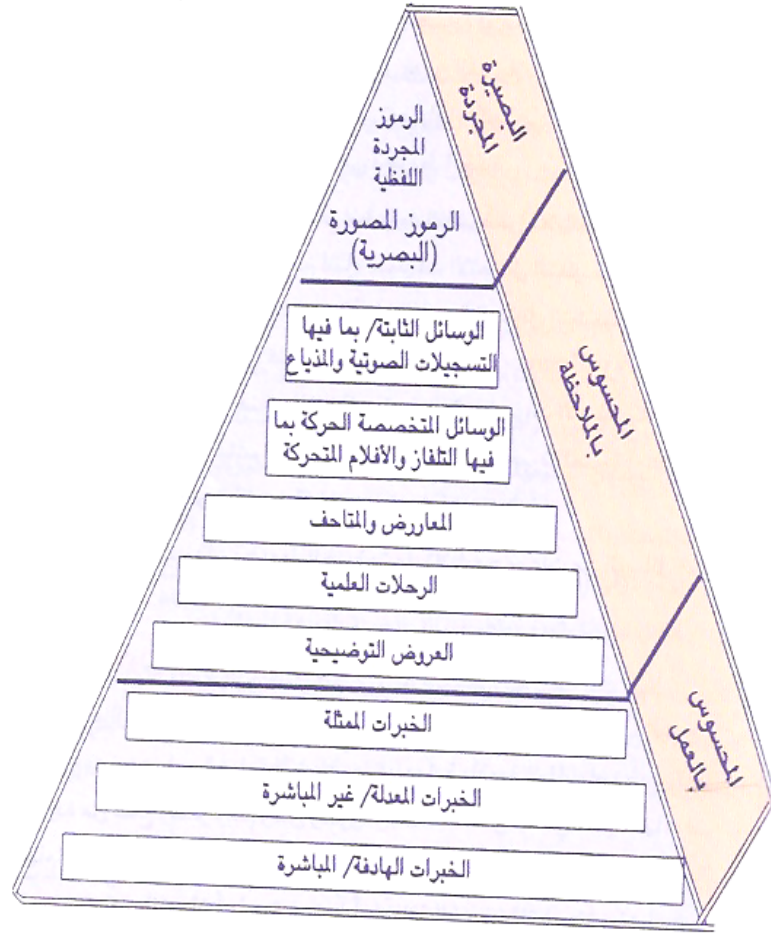 البصيرة
المجردة
الرموز
المجردة
اللفظية
الرموز المصورة
(البصرية)
المحسوس
بالملاحظة
الوسائل الثابتة/ بما فيها
التسجيلات الصوتية والمذياع
الوسائل المتخصصة الحركة بما
فيها التلفاز والأفلام المتحركة
المعاررض والمتاحف
الرحلات العلمية
العروض التوضيحية
المحسوس
بالعمل
الخبرات الممثلة
الخبرات المعدلة/ غير المباشرة
الخبرات الهادفة/ المباشرة